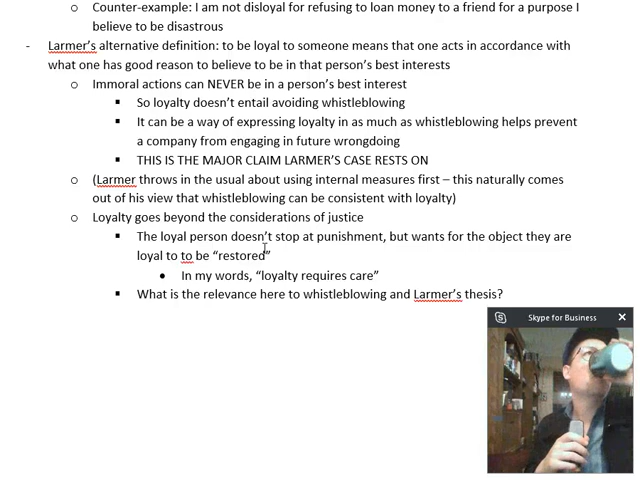 o Counter-example: I am not disloyal for refusing to loan money to a friend for a purpose I
believe to be disastrous
- Larmer's alternative definition: to be loyal to someone means that one acts in accordance with
what one has good reason to believe to be in that person's best interests
o Immoral actions can NEVER be in a person's best interest
▪ So loyalty doesn't entail avoiding whistleblowing
▪ It can be a way of expressing loyalty in as much as whistleblowing helps prevent
a company from engaging in future wrongdoing
▪ THIS IS THE MAJOR CLAIM LARMER'S CASE RESTS ON
o (Larmer throws in the usual about using internal measures first – this naturally comes
out of his view that whistleblowing can be consistent with loyalty)
o Loyalty goes beyond the considerations of justice
▪ The loyal person doesn't stop at punishment, but wants for the object they are
loyal to to be "restored"
• In my words, "loyalty requires care"
▪ What is the relevance here to whistleblowing and Larmer's thesis?
Skype for Business